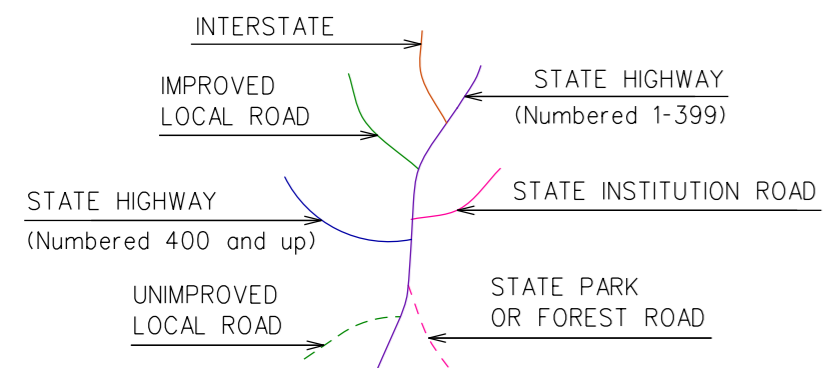 INTERSTATE
IMPROVED
LOCAL ROAD
STATE HIGHWAY
(Numbered 1-399)
STATE HIGHWAY
(Numbered 400 and up)
STATE INSTITUTION ROAD
UNIMPROVED
LOCAL ROAD
STATE PARK
OR FOREST ROAD